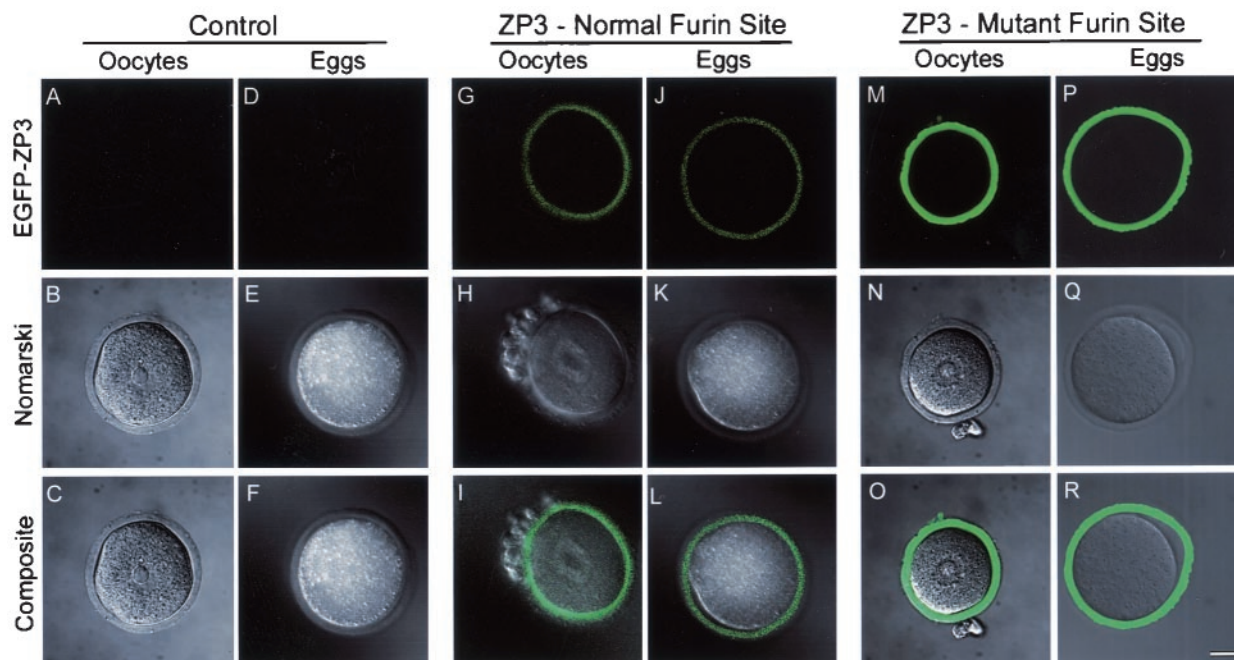 Control
ZP3 - Normal Furin Site
ZP3 - Mutant Furin Site
Oocytes
Eggs
Oocytes
Eggs
Oocytes
Eggs
EGFP-ZP3
A
D
G
J
M
P
Nomarski
B
E
H
K
N
Q
Composite
C
F
I
L
O
R